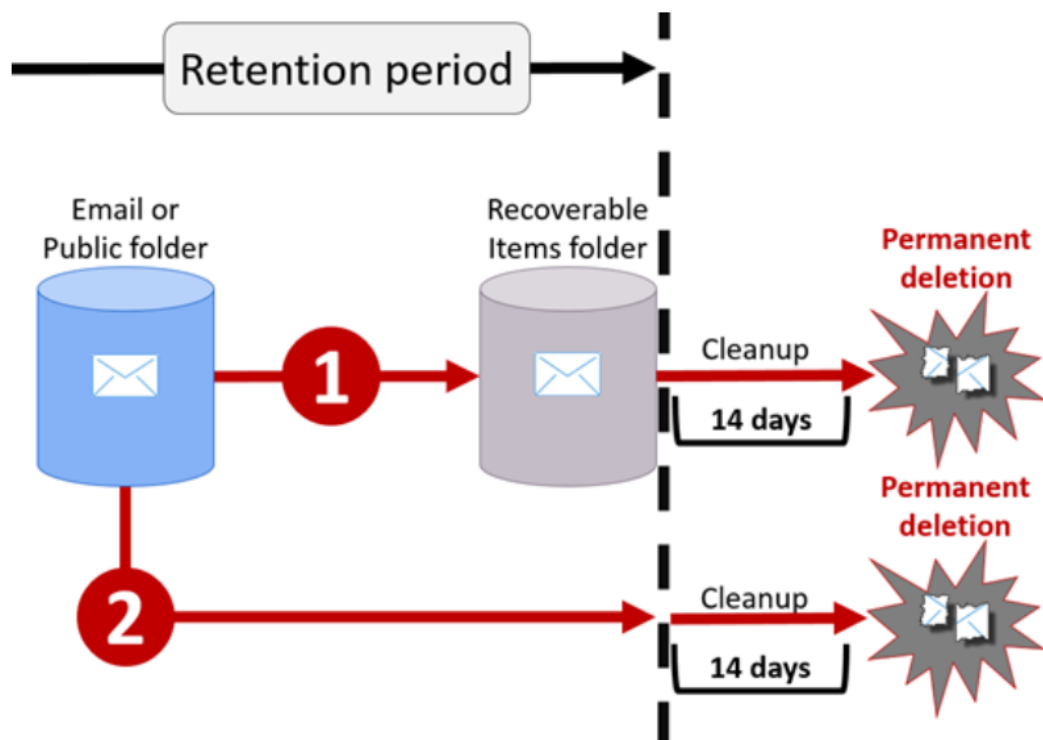 Retention period
Email or
Public folder
Recoverable
Items folder
Permanent
deletion
1
Cleanup
14 days
Permanent
deletion
2
Cleanup
14 days